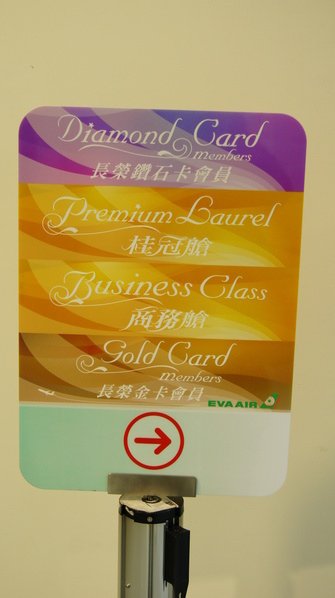 Diamond Card
members
長榮鑽石卡會員
Premium Laurel
桂冠艙
Business Class
商務艙
Gold Card
members
長榮金卡會員
EVA AIR